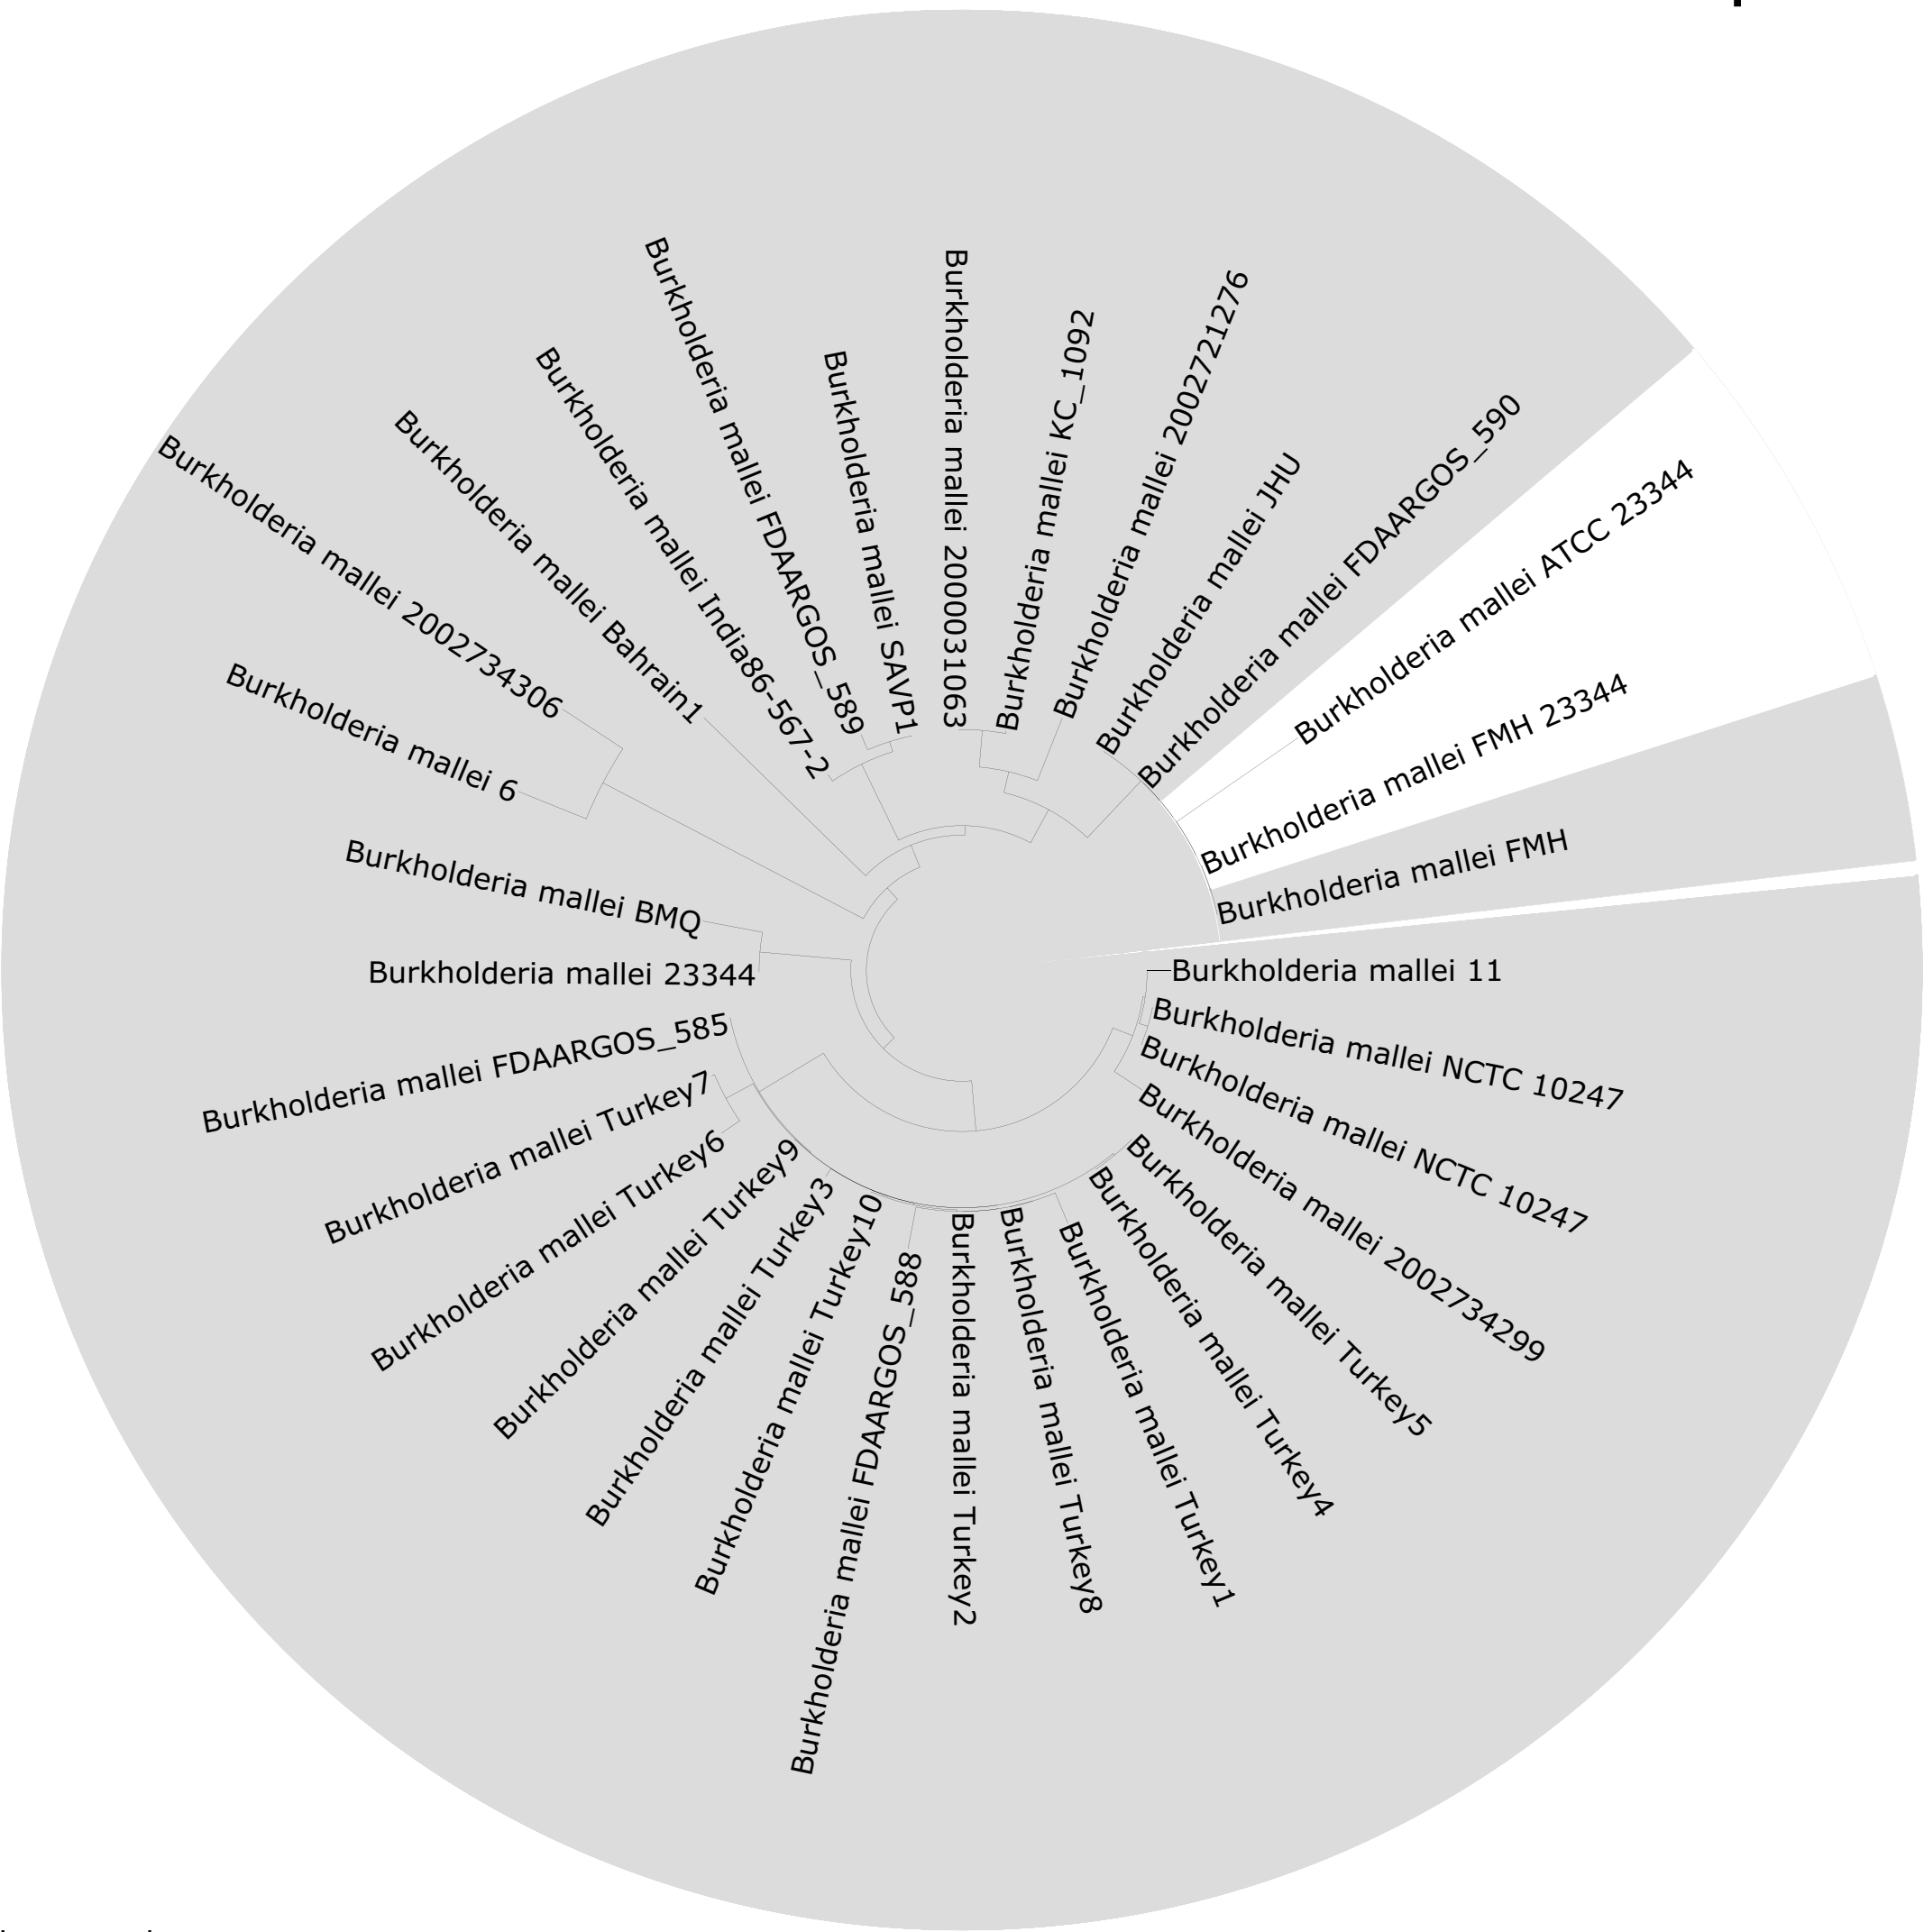 Burkholderia mallei 2000031063
Burkholderia mallei KC_1092
Burkholderia mallei 2002721276
Burkholderia mallei JHU
Burkholderia mallei FDAARGOS_590
Burkholderia mallei ATCC 23344
Burkholderia mallei FMH 23344
Burkholderia mallei FMH
Burkholderia mallei 11
Burkholderia mallei NCTC 10247
Burkholderia mallei NCTC 10247
Burkholderia mallei 2002734299
Burkholderia mallei Turkey5
Burkholderia mallei Turkey4
Burkholderia mallei Turkey1
Burkholderia mallei Turkey8
Burkholderia mallei Turkey2
Burkholderia mallei FDAARGOS_588
Burkholderia mallei Turkey10
Burkholderia mallei Turkey3
Burkholderia mallei Turkey9
Burkholderia mallei Turkey6
Burkholderia mallei Turkey7
Burkholderia mallei FDAARGOS_585
Burkholderia mallei 23344
Burkholderia mallei BMQ
Burkholderia mallei 6
Burkholderia mallei 2002734306
Burkholderia mallei Bahrain1
Burkholderia mallei India86-567-2
Burkholderia mallei FDAARGOS_589
Burkholderia mallei SAVP1